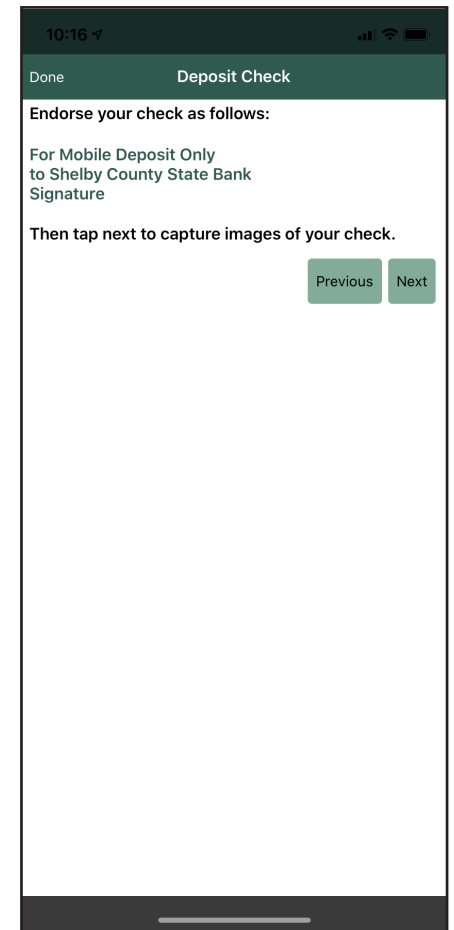 10:16
Done Deposit Check
Endorse your check as follows:
For Mobile Deposit Only
to Shelby County State Bank
Signature
Then tap next to capture images of your check.
Previous Next